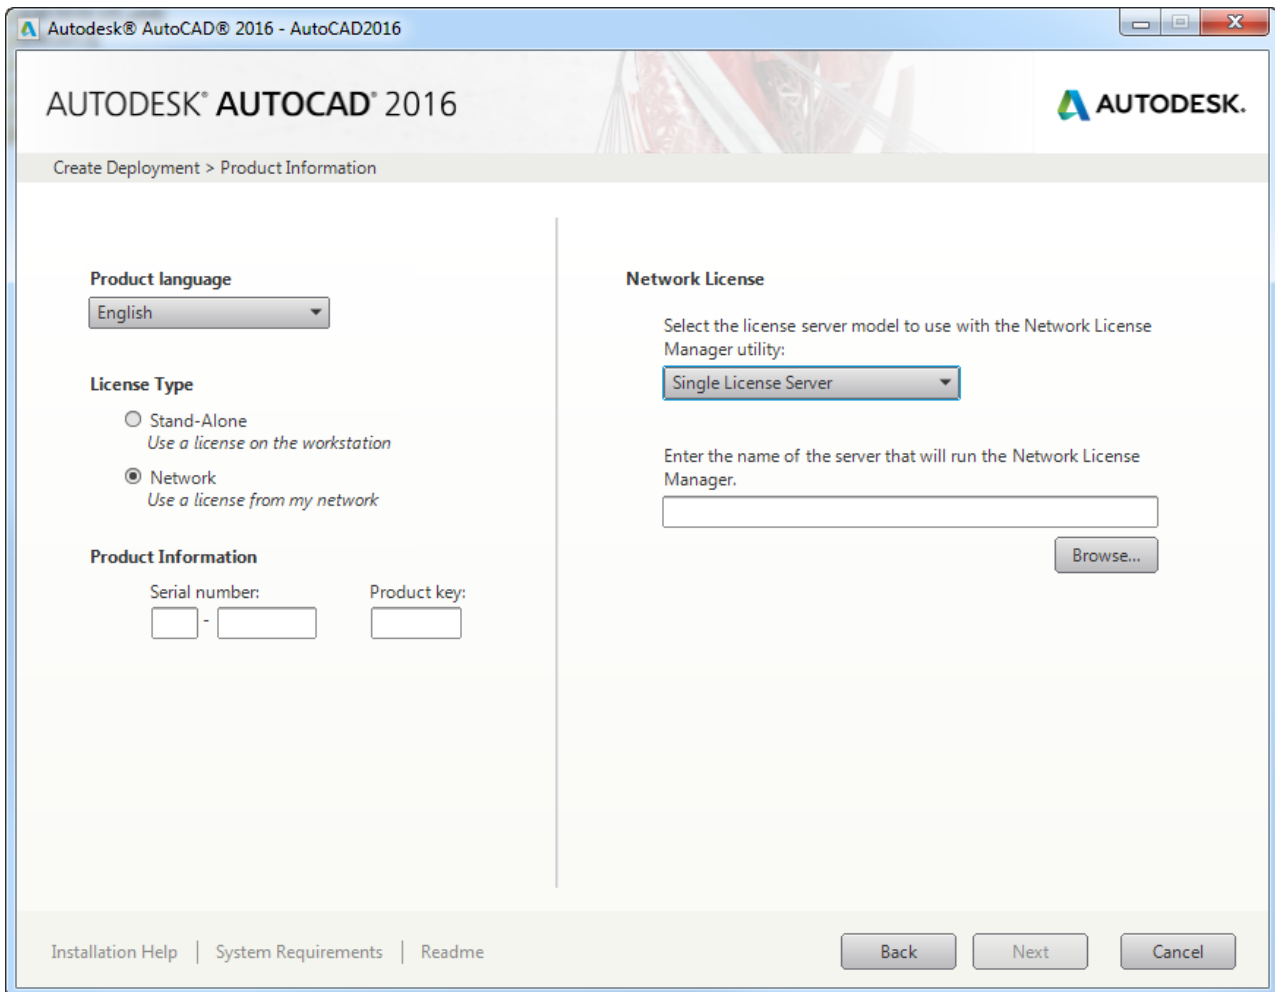 Autodesk® AutoCAD® 2016 - AutoCAD2016
AUTODESK® AUTOCAD® 2016
AUTODESK.
Create Deployment > Product Information
Product language
English
License Type
Stand-Alone
Use a license on the workstation
Network
Use a license from my network
Product Information
Serial number:
Product key:
-
Network License
Select the license server model to use with the Network License
Manager utility:
Single License Server
Enter the name of the server that will run the Network License
Manager.
Browse...
Installation Help | System Requirements | Readme
Back
Next
Cancel